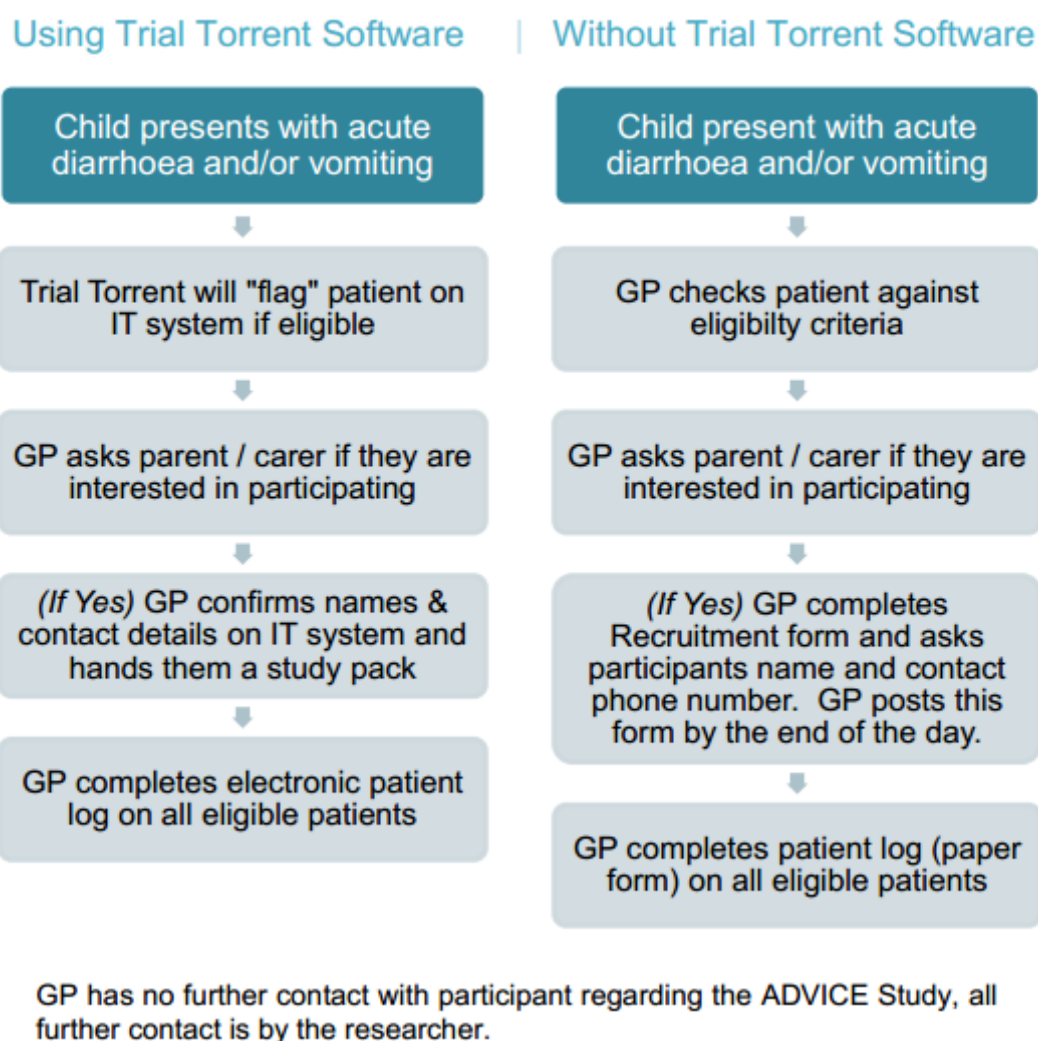 Using Trial Torrent Software | Without Trial Torrent Software
Child presents with acute
diarrhoea and/or vomiting
Trial Torrent will "flag" patient on
IT system if eligible
GP asks parent / carer if they are
interested in participating
(If Yes) GP confirms names &
contact details on IT system and
hands them a study pack
GP completes electronic patient
log on all eligible patients
Child present with acute
diarrhoea and/or vomiting
GP checks patient against
eligibilty criteria
GP asks parent / carer if they are
interested in participating
(If Yes) GP completes
Recruitment form and asks
participants name and contact
phone number.  GP posts this
form by the end of the day.
GP completes patient log (paper
form) on all eligible patients
GP has no further contact with participant regarding the ADVICE Study, all
further contact is by the researcher.